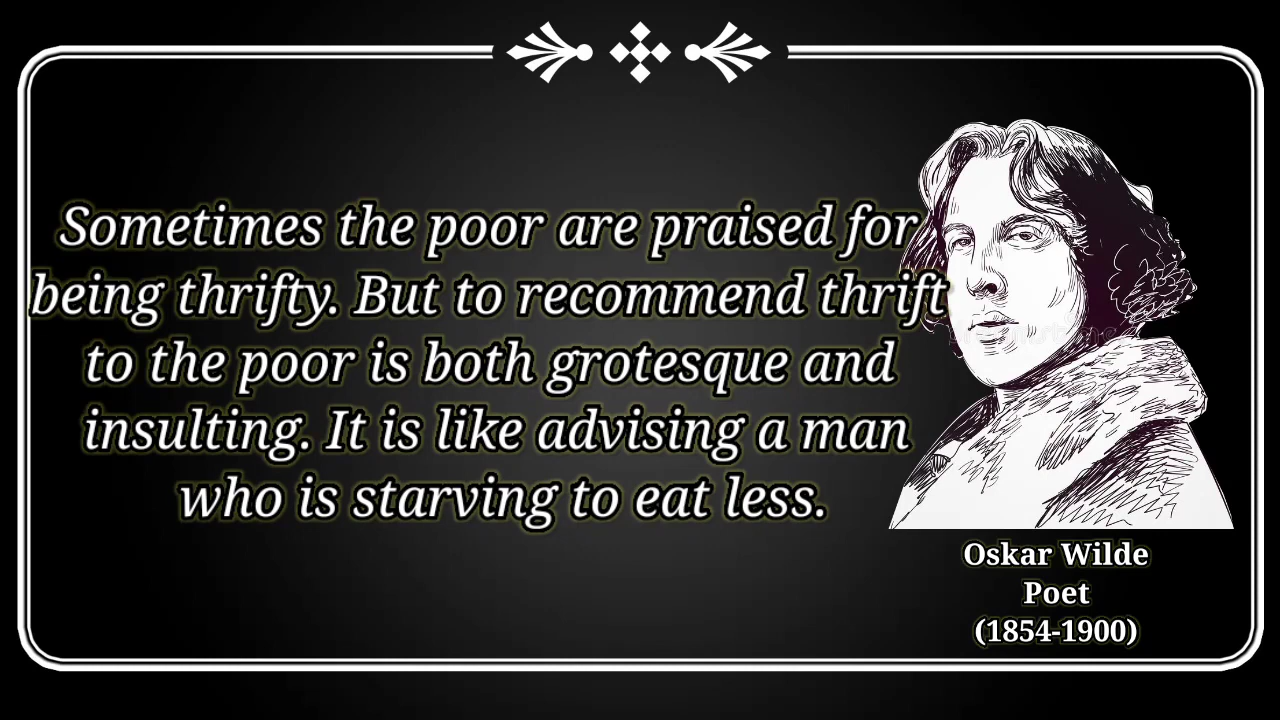 Sometimes the poor are praised for
being thrifty. But to recommend thrift
to the poor is both grotesque and
insulting. It is like advising a man
who is starving to eat less.
Oskar Wilde
Poet
(1854-1900)